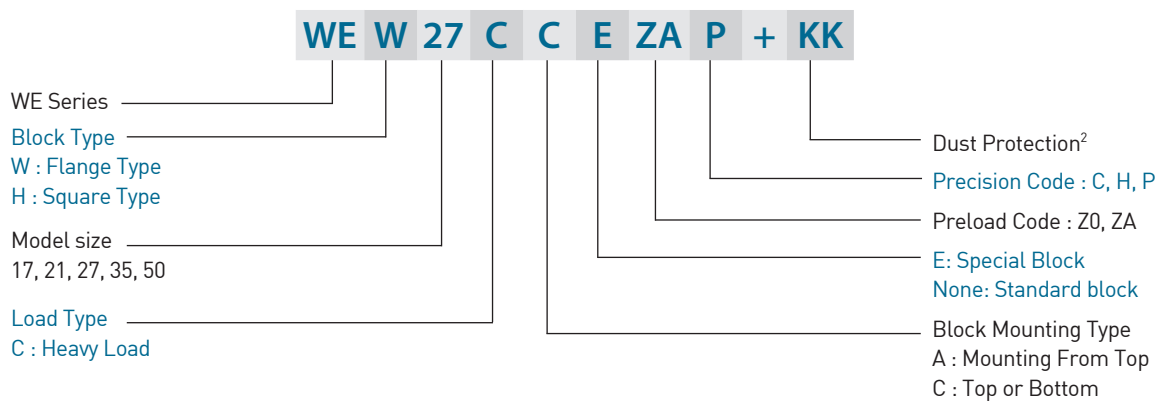 WE W 27 C C E ZA P + KK
WE Series
Block Type
W : Flange Type
H : Square Type
Model size
17, 21, 27, 35, 50
Load Type
C : Heavy Load
Dust Protection²
Precision Code : C, H, P
Preload Code : Z0, ZA
E: Special Block
None: Standard block
Block Mounting Type
A : Mounting From Top
C : Top or Bottom